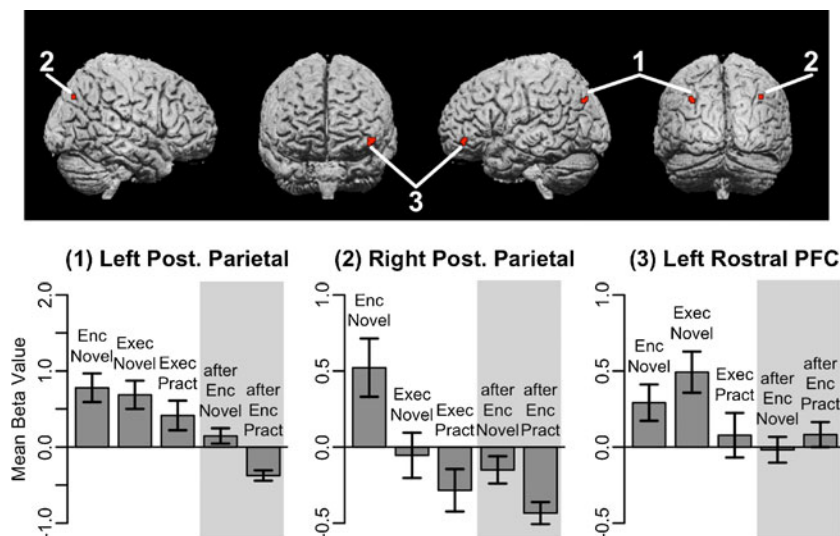 2
1
2
3
(1) Left Post. Parietal
(2) Right Post. Parietal
(3) Left Rostral PFC
Mean Beta Value
2.0
1.0
0.0
-1.0
Enc
Novel
Exec
Novel
Exec
Pract
after
Enc
Novel
after
Enc
Pract
1.0
0.5
0.0
-0.5
Enc
Novel
Exec
Novel
Exec
Pract
after
Enc
Novel
after
Enc
Pract
1.0
0.5
0.0
-0.5
Enc
Novel
Exec
Novel
Exec
Pract
after
Enc
Novel
after
Enc
Pract